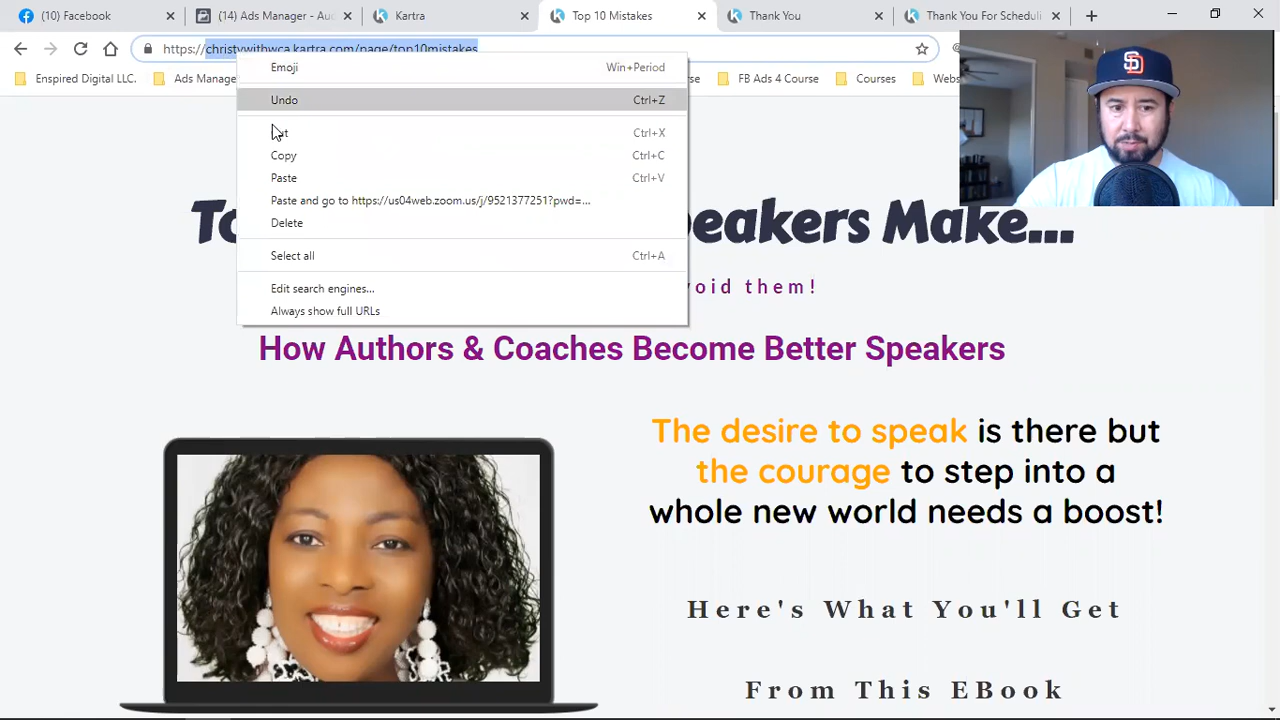 (10) Facebook
(14) Ads Manager - Au
Kartra
Top 10 Mistakes
Thank You
Thank You For Scheduli
https://christywithwca.kartra.com/page/top10mistakes
Enspired Digital LLC.
Ads Manage
FB Ads 4 Course
Courses
Webs
Emoji Win+Period
Undo Ctrl+Z
Cut Ctrl+X
Copy Ctrl+C
Paste Ctrl+V
Paste and go to https://us04web.zoom.us/j/9521377251?pwd=...
Delete
Select all Ctrl+A
Edit search engines...
Always show full URLs
To
peakers Make...
void them!
How Authors & Coaches Become Better Speakers
The desire to speak is there but
the courage to step into a
whole new world needs a boost!
Here's What You'll Get
From This EBook